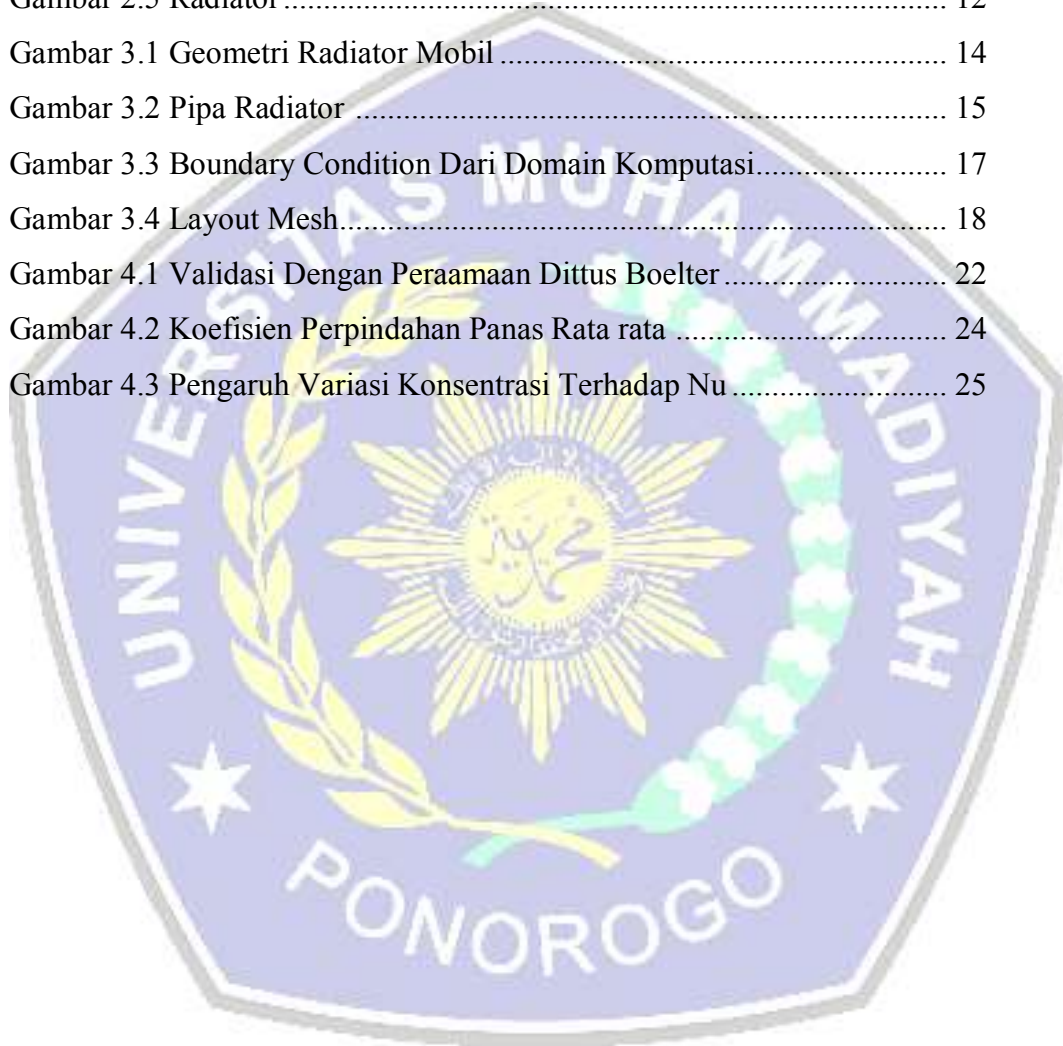 Gambar 2.5 Radiator ........................................................................................ 12
Gambar 3.1 Geometri Radiator Mobil .......................................................... 14
Gambar 3.2 Pipa Radiator ............................................................................. 15
Gambar 3.3 Boundary Condition Dari Domain Komputasi......................... 17
Gambar 3.4 Layout Mesh............................................................................... 18
Gambar 4.1 Validasi Dengan Peraamaan Dittus Boelter ............................. 22
Gambar 4.2 Koefisien Perpindahan Panas Rata rata ................................... 24
Gambar 4.3 Pengaruh Variasi Konsentrasi Terhadap Nu ............................ 25
UNIVERSITAS MUHAMMADIYAH
PONOROGO